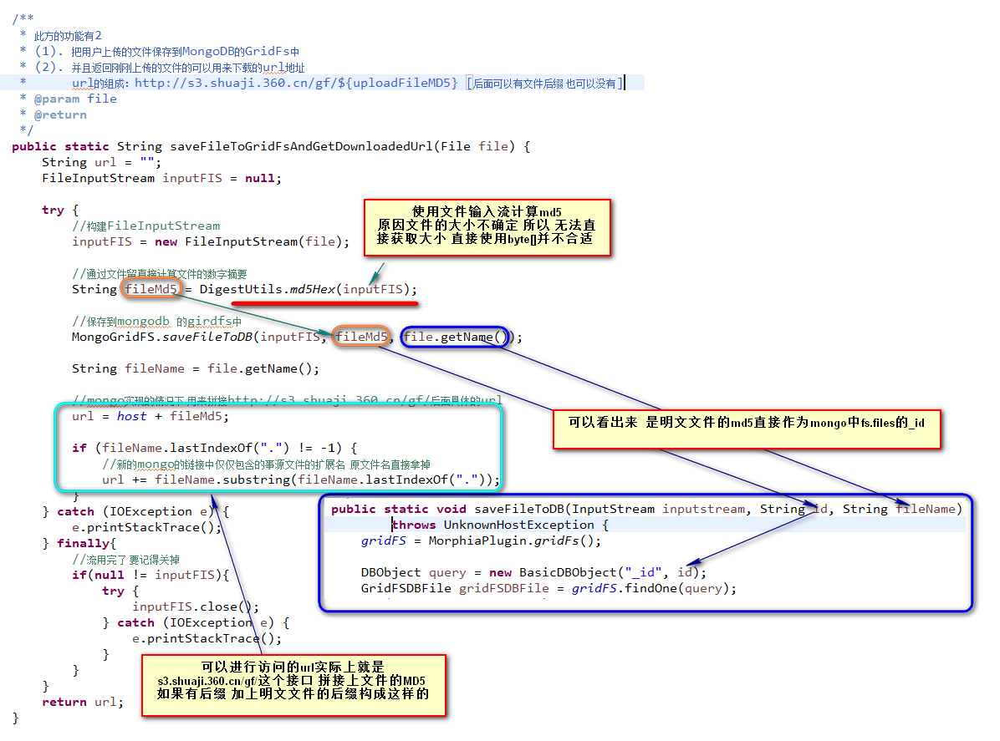 /**
 * 此方的功能有2
 * (1). 把用户上传的文件保存到MongoDB的GridFs中
 * (2). 并且返回刚刚上传的文件的可以用来下载的url地址
 *      url的组成：http://s3.shuaji.360.cn/gf/${uploadFileMD5} [后面可以有文件后缀 也可以没有]
 * @param file
 * @return
 */
public static String saveFileToGridFsAndGetDownloadedUrl(File file) {
    String url = "";
    FileInputStream inputFIS = null;
    try {
        //构建FileInputStream
        inputFIS = new FileInputStream(file);
        //通过文件留直接计算文件的数字摘要
        String fileMd5 = DigestUtils.md5Hex(inputFIS);
        //保存到mongodb 的girdfs中
        MongoGridFS.saveFileToDB(inputFIS, fileMd5, file.getName());
        String fileName = file.getName();
        //mongo实现的情况下 用来拼接http://s3.shuaji.360.cn/gf/后面具体的url
        url = host + fileMd5;
        if (fileName.lastIndexOf(".") != -1) {
            //新的mongo的链接中仅仅包含的事源文件的扩展名 原文件名直接拿掉
            url += fileName.substring(fileName.lastIndexOf("."));
        }
    } catch (IOException e) {
        e.printStackTrace();
    } finally{
        //流用完了 要记得关掉
        if(null != inputFIS){
            try {
                inputFIS.close();
            } catch (IOException e) {
                e.printStackTrace();
            }
        }
    }
    return url;
}
使用文件输入流计算md5
原因文件的大小不确定 所以 无法直
接获取大小 直接使用byte[]并不合适
可以看出来 是明文文件的md5直接作为mongo中fs.files的_id
public static void saveFileToDB(InputStream inputstream, String id, String fileName)
        throws UnknownHostException {
    gridFS = MorphiaPlugin.gridFs();
    DBObject query = new BasicDBObject("_id", id);
    GridFSDBFile gridFSDBFile = gridFS.findOne(query);
可以进行访问的url实际上就是
s3.shuaji.360.cn/gf/这个接口 拼接上文件的MD5
如果有后缀 加上明文文件的后缀构成这样的